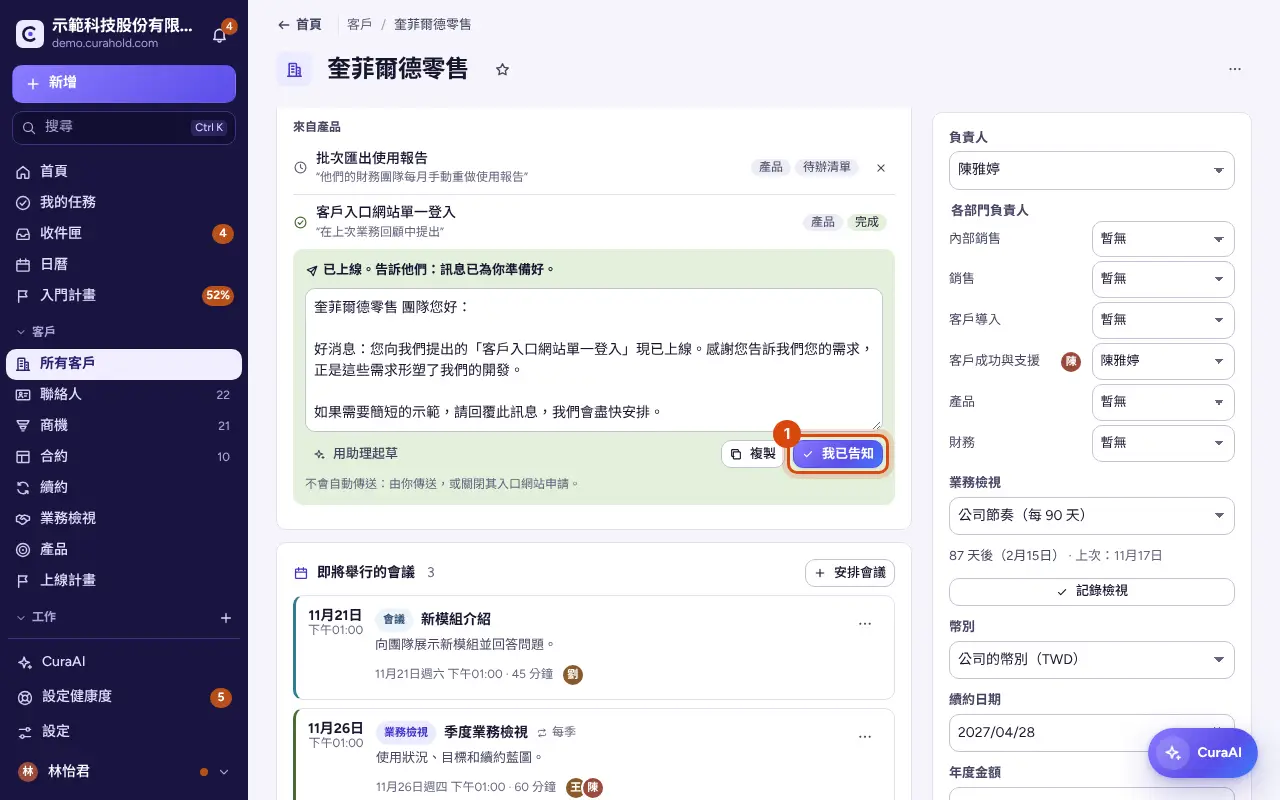 示範科技股份有限...
demo.curahold.com
4
新增
搜尋
Ctrl K
首頁
我的任務
收件匣
4
日曆
入門計畫
52%
客戶
所有客戶
聯絡人
22
商機
21
合約
10
續約
業務檢視
產品
上線計畫
工作
CuraAI
設定健康度
5
設定
林
林怡君
首頁
客戶 / 奎菲爾德零售
奎菲爾德零售
來自產品
批次匯出使用報告
“他們的財務團隊每月手動重做使用報告”
產品
待辦清單
客戶入口網站單一登入
“在上次業務回顧中提出”
產品
完成
已上線。告訴他們：訊息已為你準備好。
奎菲爾德零售 團隊您好：
好消息：您向我們提出的「客戶入口網站單一登入」現已上線。感謝您告訴我們您的需求，
正是這些需求形塑了我們的開發。
如果需要簡短的示範，請回覆此訊息，我們會盡快安排。
用助理起草
複製
1
我已告知
不會自動傳送：由你傳送，或關閉其入口網站申請。
即將舉行的會議 3
安排會議
11月21日
下午01:00
會議
新模組介紹
向團隊展示新模組並回答問題。
11月21日週六 下午01:00 · 45 分鐘
劉
11月26日
下午01:00
業務檢視
季度業務檢視
每季
使用狀況、目標和續約藍圖。
11月26日週四 下午01:00 · 60 分鐘
王
陳
負責人
陳雅婷
各部門負責人
內部銷售
暫無
銷售
暫無
客戶導入
暫無
客戶成功與支援
陳
陳雅婷
產品
暫無
財務
暫無
業務檢視
公司節奏（每 90 天）
87 天後（2月15日） · 上次：11月17日
記錄檢視
幣別
公司的幣別（TWD）
續約日期
2027/04/28
CuraAI
年度金額